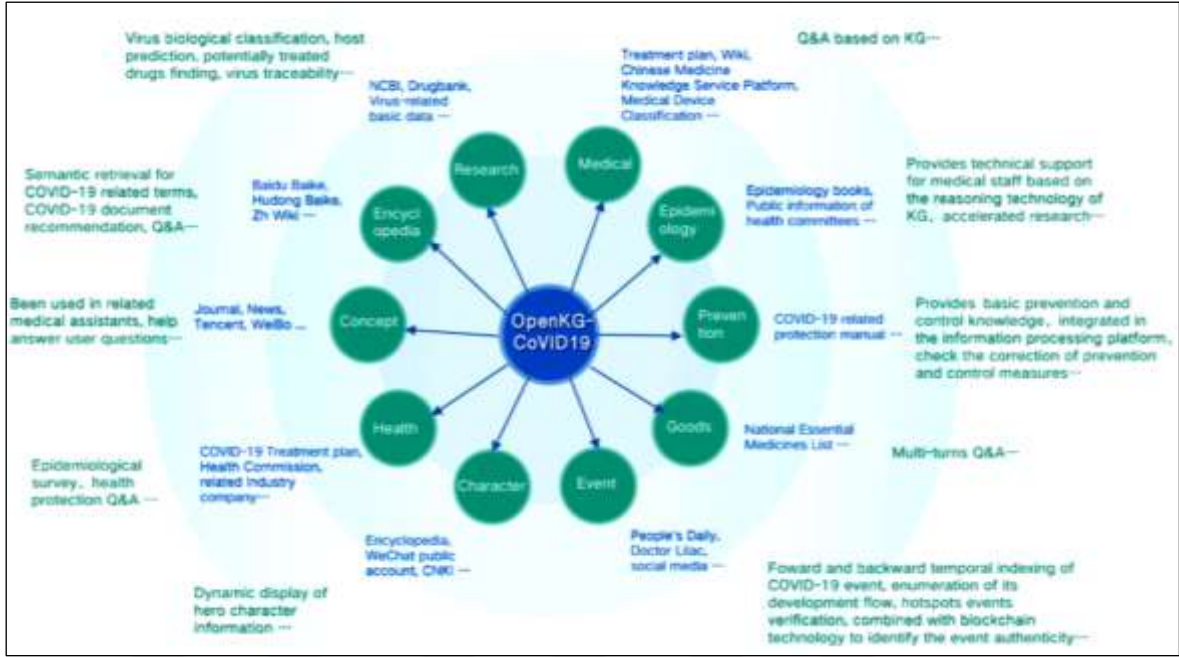 Virus biological classification, host
prediction, potentially treated
drugs finding, virus traceability…
NCBI, Drugbank,
Virus-related
basic data …
Treatment plan, Wiki,
Chinese Medicine
Knowledge Service Platform,
Medical Device
Classification …
Q&A based on KG…
Research
Medical
Semantic retrieval for
COVID-19 related terms,
COVID-19 document
recommendation, Q&A…
Baidu Baike,
Hudong Baike,
Zh Wiki …
Encycl
opedia
Epidemi
ology
Epidemiology books,
Public information of
health committees …
Provides technical support
for medical staff based on
the reasoning technology of
KG, accelerated research…
Been used in related
medical assistants, help
answer user questions…
Journal, News,
Tencent, WeiBo …
Concept
OpenKG-
CoVID19
Preven
tion
COVID-19 related
protection manual …
Provides basic prevention and
control knowledge, integrated in
the information processing platform,
check the correction of prevention
and control measures…
Health
Goods
National Essential
Medicines List …
Multi-turns Q&A…
Epidemiological
survey, health
protection Q&A …
COVID-19 Treatment plan,
Health Commission,
related Industry
company…
Character
Event
Encyclopedia,
WeChat public
account, CNKI …
People's Daily,
Doctor Lilac,
social media …
Dynamic display of
hero character
information …
Foward and backward temporal indexing of
COVID-19 event, enumeration of its
development flow, hotspots events
verification, combined with blockchain
technology to identify the event authenticity…